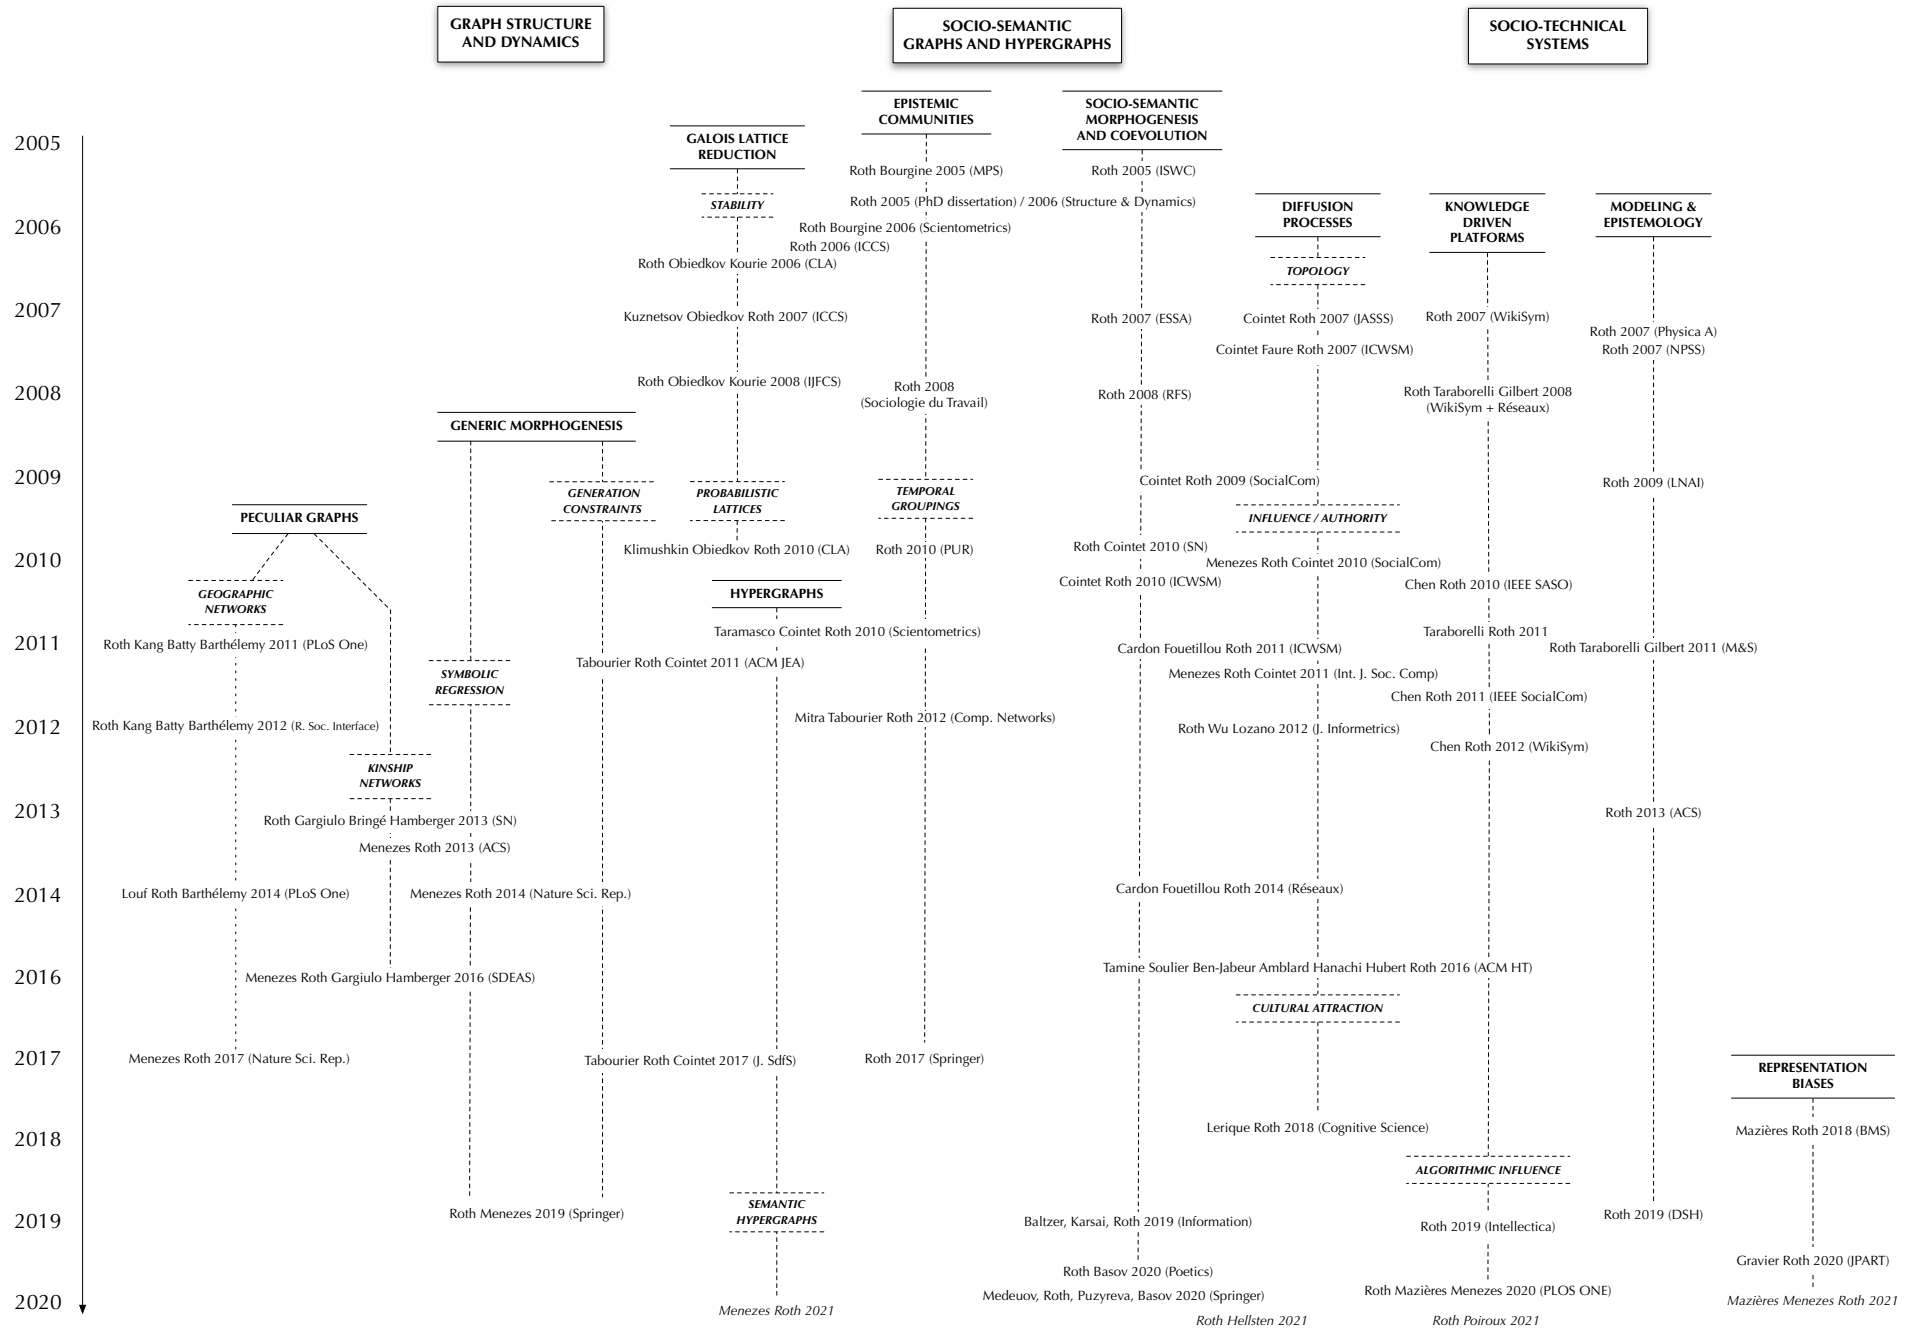 GRAPH STRUCTURE
AND DYNAMICS
SOCIO-SEMANTIC
GRAPHS AND HYPERGRAPHS
SOCIO-TECHNICAL
SYSTEMS
EPISTEMIC
COMMUNITIES
SOCIO-SEMANTIC
MORPHOGENESIS
AND COEVOLUTION
2005
GALOIS LATTICE
REDUCTION
Roth Bourgine 2005 (MPS)
Roth 2005 (ISWC)
STABILITY
Roth 2005 (PhD dissertation) / 2006 (Structure & Dynamics)
DIFFUSION
PROCESSES
KNOWLEDGE
DRIVEN
PLATFORMS
MODELING &
EPISTEMOLOGY
2006
Roth Bourgine 2006 (Scientometrics)
Roth 2006 (ICCS)
Roth Obiedkov Kourie 2006 (CLA)
TOPOLOGY
2007
Kuznetsov Obiedkov Roth 2007 (ICCS)
Roth 2007 (ESSA)
Cointet Roth 2007 (JASSS)
Roth 2007 (WikiSym)
Roth 2007 (Physica A)
Cointet Faure Roth 2007 (ICWSM)
Roth 2007 (NPSS)
2008
Roth Obiedkov Kourie 2008 (IJFCS)
Roth 2008
(Sociologie du Travail)
Roth 2008 (RFS)
Roth Taraborelli Gilbert 2008
(WikiSym + Réseaux)
GENERIC MORPHOGENESIS
2009
GENERATION
CONSTRAINTS
PROBABILISTIC
LATTICES
TEMPORAL
GROUPINGS
Cointet Roth 2009 (SocialCom)
Roth 2009 (LNAI)
PECULIAR GRAPHS
INFLUENCE / AUTHORITY
2010
Klimushkin Obiedkov Roth 2010 (CLA)
Roth 2010 (PUR)
Roth Cointet 2010 (SN)
Menezes Roth Cointet 2010 (SocialCom)
Cointet Roth 2010 (ICWSM)
Chen Roth 2010 (IEEE SASO)
GEOGRAPHIC
NETWORKS
HYPERGRAPHS
2011
Roth Kang Batty Barthélemy 2011 (PLoS One)
Taramasco Cointet Roth 2010 (Scientometrics)
Taraborelli Roth 2011
Cardon Fouetillou Roth 2011 (ICWSM)
Roth Taraborelli Gilbert 2011 (M&S)
Tabourier Roth Cointet 2011 (ACM JEA)
SYMBOLIC
REGRESSION
Menezes Roth Cointet 2011 (Int. J. Soc. Comp)
Chen Roth 2011 (IEEE SocialCom)
2012
Roth Kang Batty Barthélemy 2012 (R. Soc. Interface)
Mitra Tabourier Roth 2012 (Comp. Networks)
Roth Wu Lozano 2012 (J. Informetrics)
Chen Roth 2012 (WikiSym)
KINSHIP
NETWORKS
2013
Roth Gargiulo Bringé Hamberger 2013 (SN)
Roth 2013 (ACS)
Menezes Roth 2013 (ACS)
2014
Louf Roth Barthélemy 2014 (PLoS One)
Menezes Roth 2014 (Nature Sci. Rep.)
Cardon Fouetillou Roth 2014 (Réseaux)
2016
Menezes Roth Gargiulo Hamberger 2016 (SDEAS)
Tamine Soulier Ben-Jabeur Amblard Hanachi Hubert Roth 2016 (ACM HT)
CULTURAL ATTRACTION
2017
Menezes Roth 2017 (Nature Sci. Rep.)
Tabourier Roth Cointet 2017 (J. SdfS)
Roth 2017 (Springer)
REPRESENTATION
BIASES
2018
Lerique Roth 2018 (Cognitive Science)
Mazières Roth 2018 (BMS)
ALGORITHMIC INFLUENCE
2019
Roth Menezes 2019 (Springer)
SEMANTIC
HYPERGRAPHS
Baltzer, Karsai, Roth 2019 (Information)
Roth 2019 (Intellectica)
Roth 2019 (DSH)
Roth Basov 2020 (Poetics)
Gravier Roth 2020 (JPART)
2020
Medeuov, Roth, Puzyreva, Basov 2020 (Springer)
Roth Mazières Menezes 2020 (PLOS ONE)
Menezes Roth 2021
Mazières Menezes Roth 2021
Roth Hellsten 2021
Roth Poiroux 2021